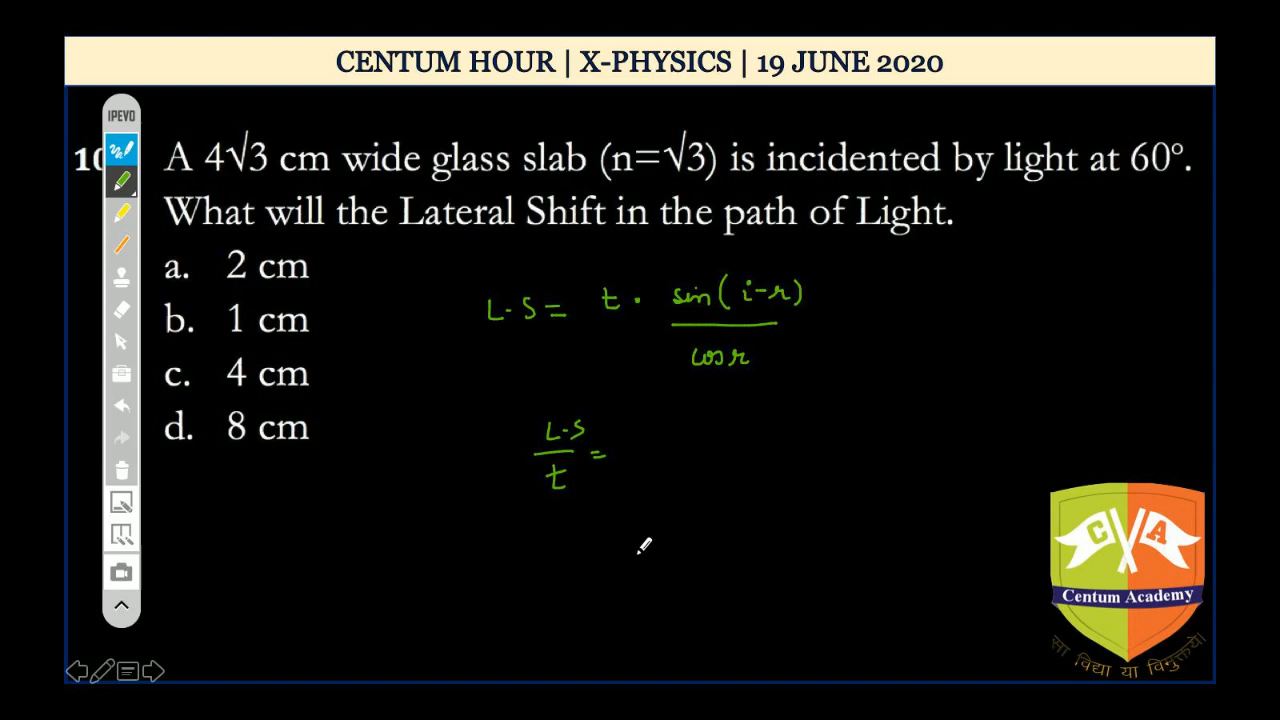 CENTUM HOUR | X-PHYSICS | 19 JUNE 2020
IPEVO
10 A 4√3 cm wide glass slab (n=√3) is incidented by light at 60°.
What will the Lateral Shift in the path of Light.
a. 2 cm
b. 1 cm
c. 4 cm
d. 8 cm
L·S = t · sin(i-r)
cos r
L·S
t =
C A
Centum Academy
सा विद्या या विमुक्तये।